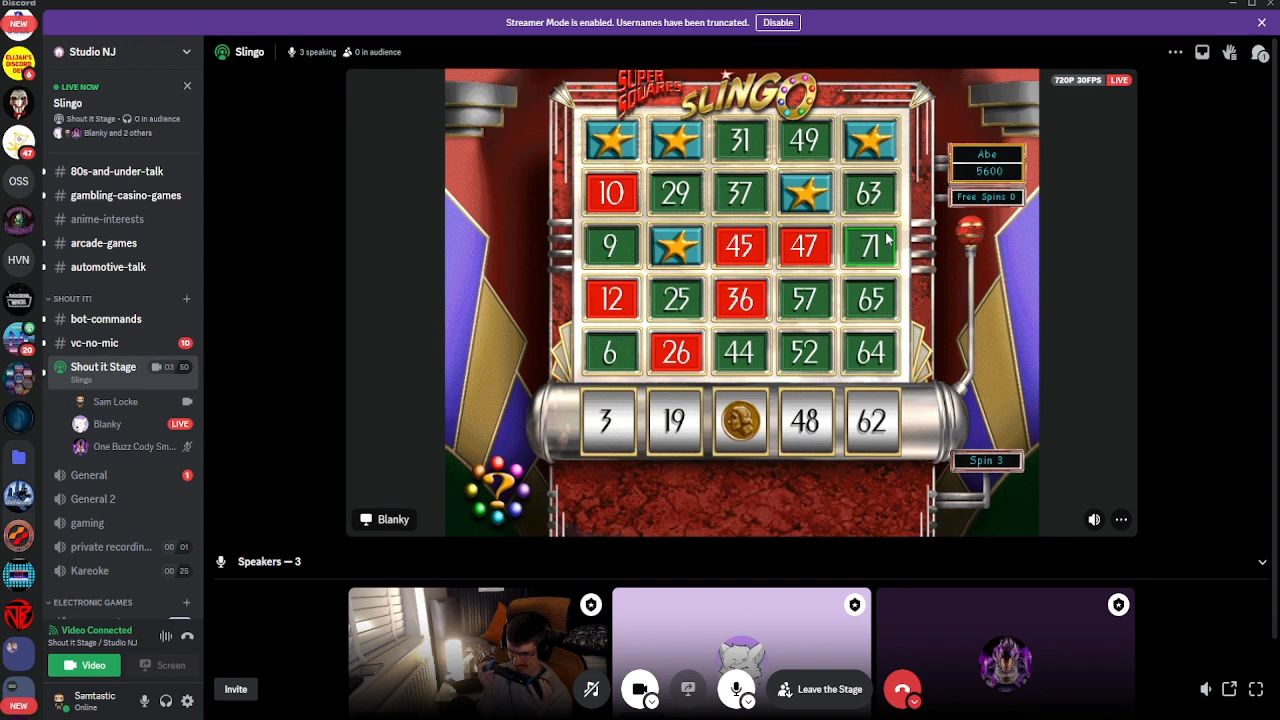 Discord
NEW
Streamer Mode is enabled. Usernames have been truncated.
Disable
ELIJAH'S
DISCORD
6
47
OSS
HVN
20
NEW
Studio NJ
LIVE NOW
Slingo
Shout It Stage - 0 in audience
Blanky and 2 others
80s-and-under-talk
gambling-casino-games
anime-interests
arcade-games
automotive-talk
SHOUT IT!
bot-commands
vc-no-mic
10
Shout it Stage
03 50
Slingo
Sam Locke
Blanky
LIVE
One Buzz Cody Sm...
General
1
General 2
gaming
private recordin...
00 01
Kareoke
00 25
ELECTRONIC GAMES
Video Connected
Shout it Stage / Studio NJ
Video
Screen
Samtastic
Online
Slingo
3 speaking
0 in audience
1
720P 30FPS
LIVE
SUPER
SQUARES
SLINGO
31 49
10 29 37 63
9 45 47 71
12 25 36 57 65
6 26 44 52 64
3 19 48 62
Abe
5600
Free Spins 0
Spin 3
?
Blanky
Speakers — 3
Invite
Leave the Stage